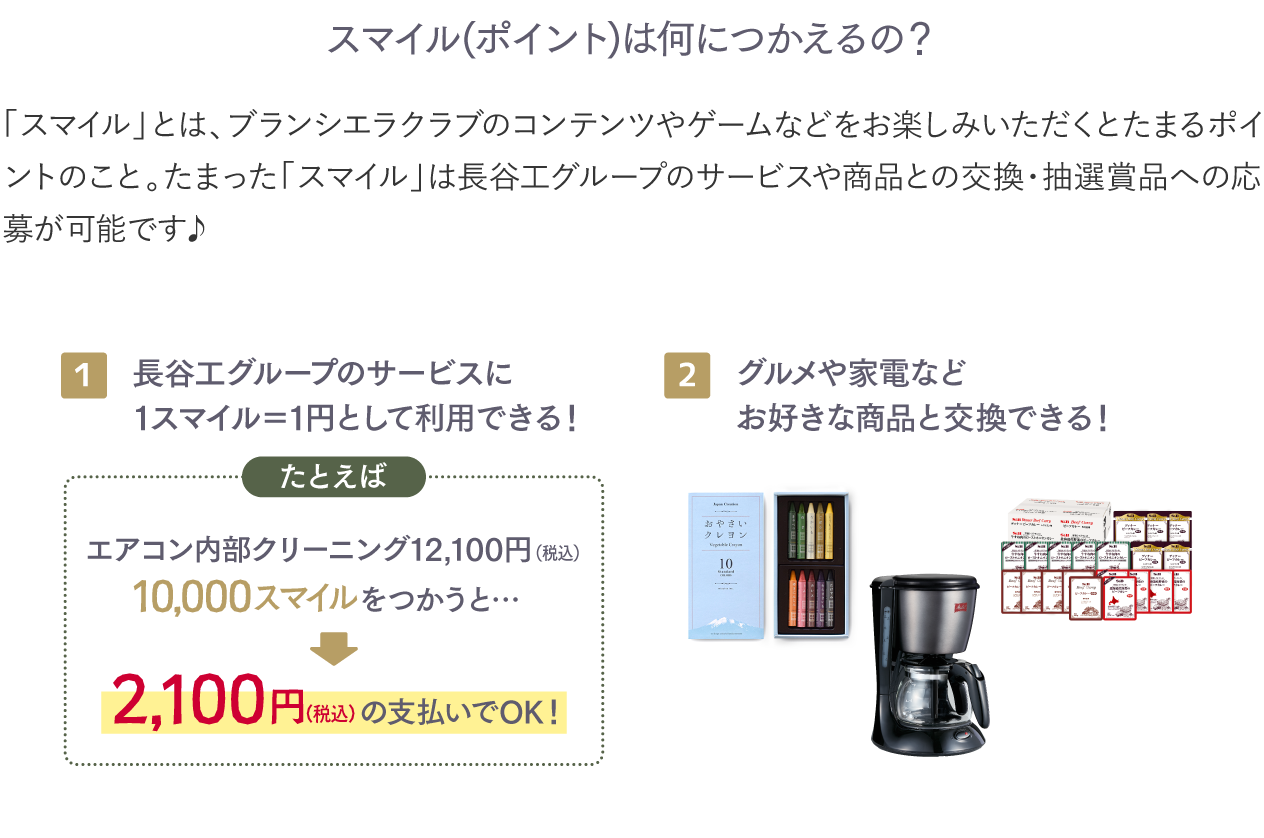 スマイル(ポイント)は何につかえるの？
「スマイル」とは、ブランシエラクラブのコンテンツやゲームなどをお楽しみいただくとたまるポイ
ントのこと。たまった「スマイル」は長谷工グループのサービスや商品との交換・抽選賞品への応
募が可能です♪
1
長谷工グループのサービスに
1スマイル＝1円として利用できる！
たとえば
エアコン内部クリーニング12,100円(税込)
10,000スマイルをつかうと…
2,100円(税込)の支払いでOK！
2
グルメや家電など
お好きな商品と交換できる！
おやさい
クレヨン
Vegetable Crayon
10